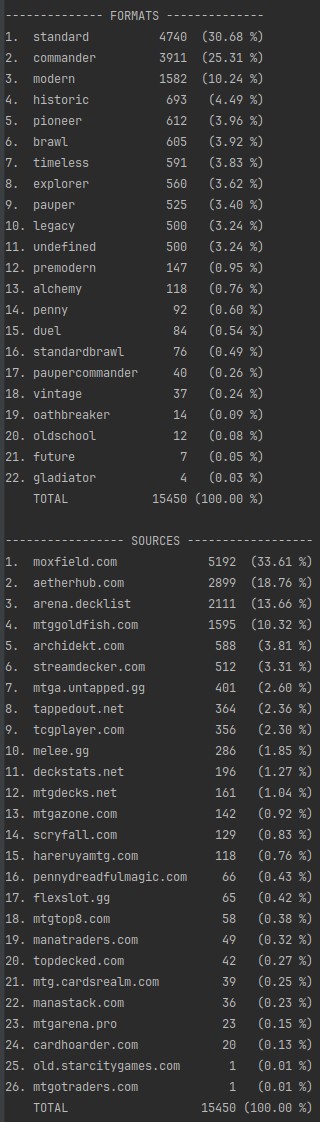 -------------- FORMATS --------------
1.  standard          4740  (30.68 %)
2.  commander         3911  (25.31 %)
3.  modern            1582  (10.24 %)
4.  historic           693   (4.49 %)
5.  pioneer            612   (3.96 %)
6.  brawl              605   (3.92 %)
7.  timeless           591   (3.83 %)
8.  explorer           560   (3.62 %)
9.  pauper             525   (3.40 %)
10. legacy             500   (3.24 %)
11. undefined          500   (3.24 %)
12. premodern          147   (0.95 %)
13. alchemy            118   (0.76 %)
14. penny               92   (0.60 %)
15. duel                84   (0.54 %)
16. standardbrawl       76   (0.49 %)
17. paupercommander     40   (0.26 %)
18. vintage             37   (0.24 %)
19. oathbreaker         14   (0.09 %)
20. oldschool           12   (0.08 %)
21. future               7   (0.05 %)
22. gladiator            4   (0.03 %)
    TOTAL            15450 (100.00 %)
----------------- SOURCES ------------------
1.  moxfield.com             5192  (33.61 %)
2.  aetherhub.com            2899  (18.76 %)
3.  arena.decklist           2111  (13.66 %)
4.  mtggoldfish.com          1595  (10.32 %)
5.  archidekt.com             588   (3.81 %)
6.  streamdecker.com          512   (3.31 %)
7.  mtga.untapped.gg          401   (2.60 %)
8.  tappedout.net             364   (2.36 %)
9.  tcgplayer.com             356   (2.30 %)
10. melee.gg                  286   (1.85 %)
11. deckstats.net             196   (1.27 %)
12. mtgdecks.net              161   (1.04 %)
13. mtgazone.com              142   (0.92 %)
14. scryfall.com              129   (0.83 %)
15. hareruyamtg.com           118   (0.76 %)
16. pennydreadfulmagic.com     66   (0.43 %)
17. flexslot.gg                65   (0.42 %)
18. mtgtop8.com                58   (0.38 %)
19. manatraders.com            49   (0.32 %)
20. topdecked.com              42   (0.27 %)
21. mtg.cardsrealm.com         39   (0.25 %)
22. manastack.com              36   (0.23 %)
23. mtgarena.pro               23   (0.15 %)
24. cardhoarder.com            20   (0.13 %)
25. old.starcitygames.com       1   (0.01 %)
26. mtgotraders.com             1   (0.01 %)
    TOTAL                   15450 (100.00 %)